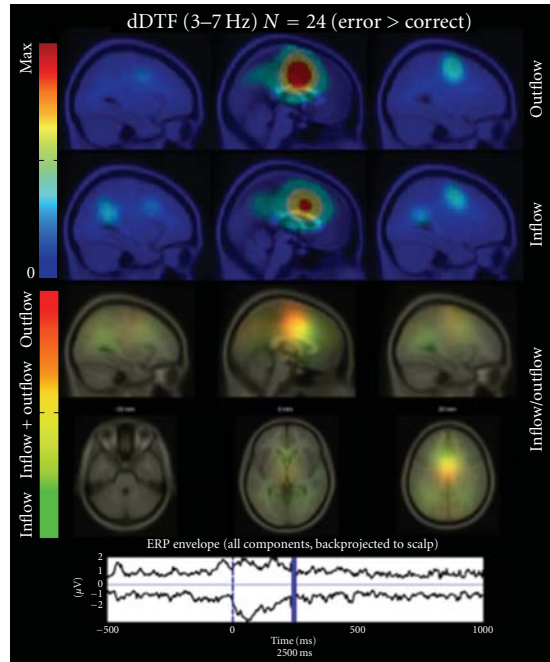 dDTF (3–7 Hz) N = 24 (error > correct)
Max
0
Outflow
Inflow
Outflow
Inflow + outflow
Inflow
Inflow/outflow
ERP envelope (all components, backprojected to scalp)
(μV)
2
1
0
−1
−2
−500
0
500
1000
Time (ms)
2500 ms